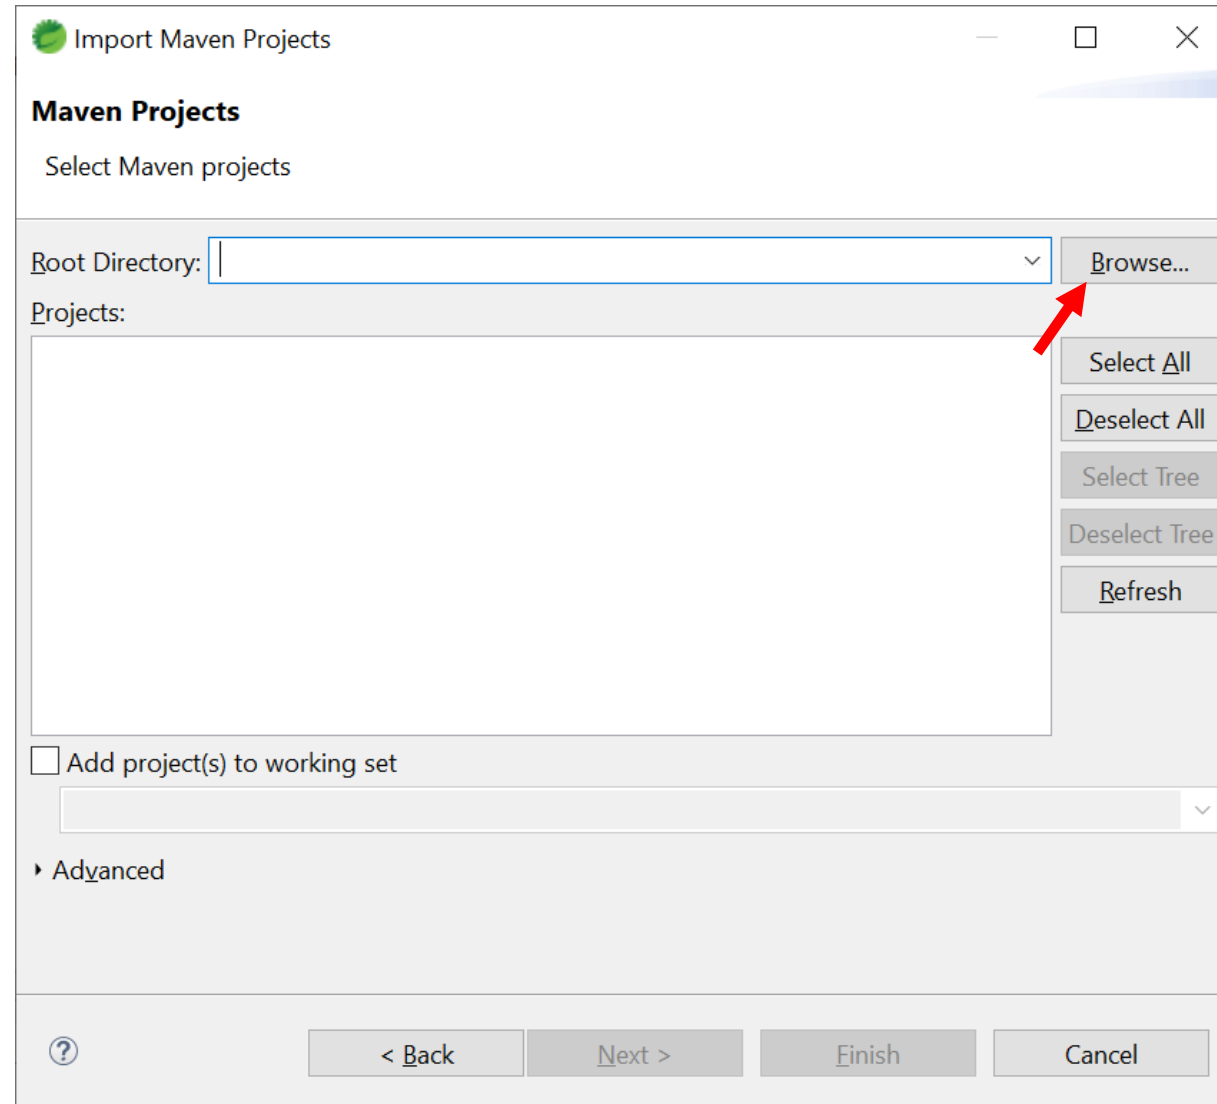 Import Maven Projects
Maven Projects
Select Maven projects
Root Directory:
Browse...
Projects:
Select All
Deselect All
Select Tree
Deselect Tree
Refresh
Add project(s) to working set
Advanced
< Back
Next >
Finish
Cancel